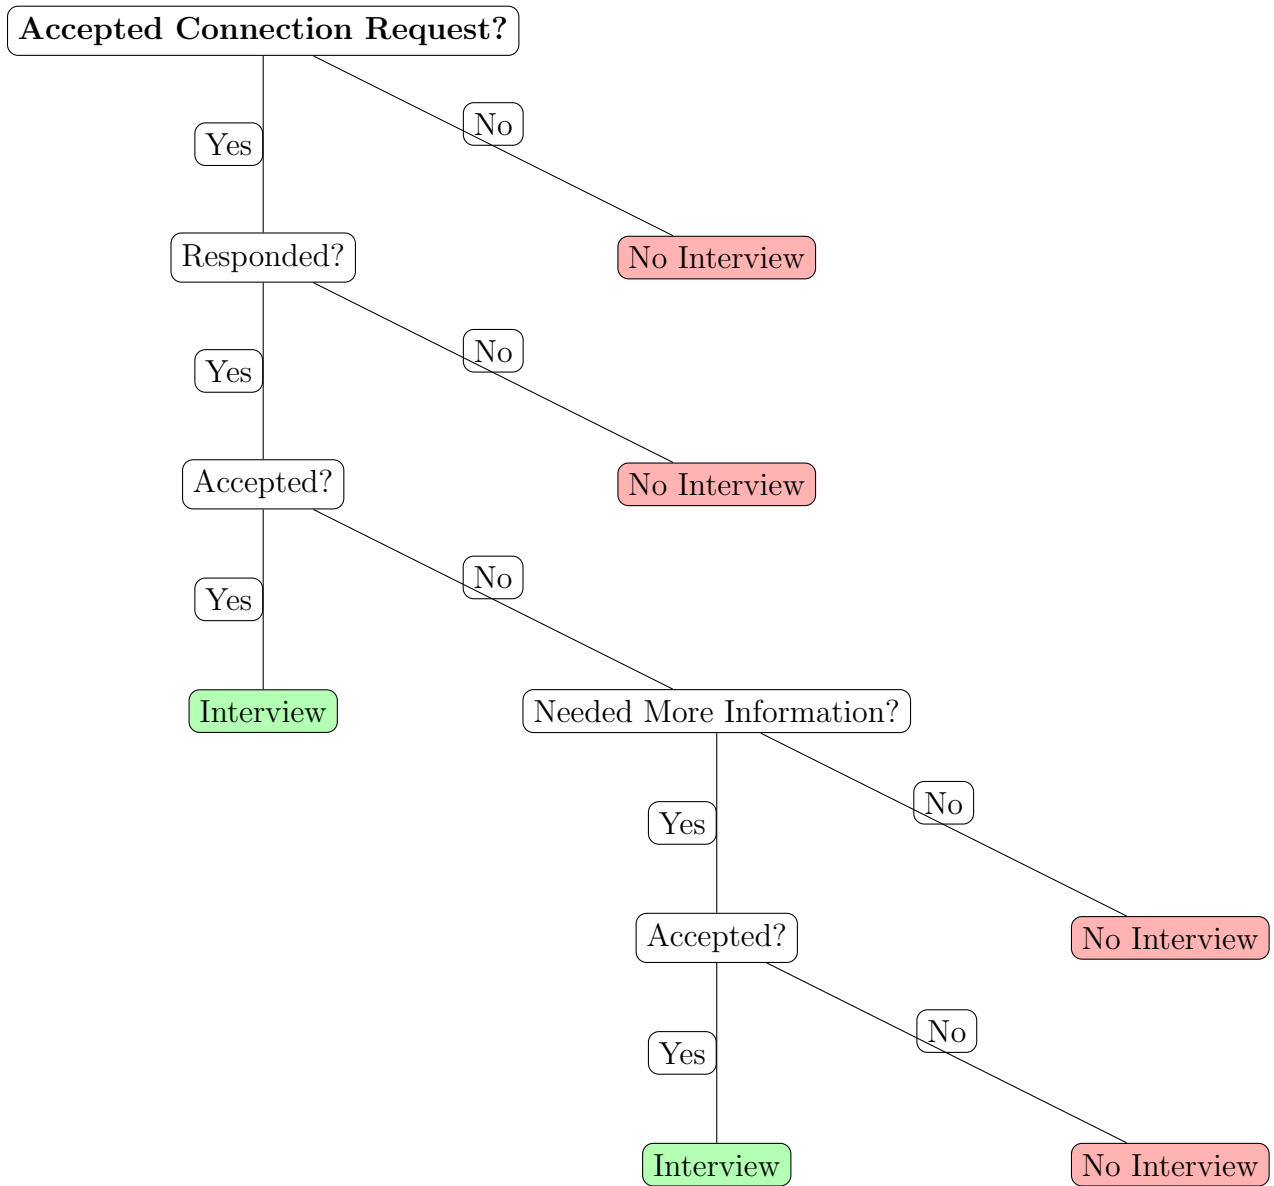 Accepted Connection Request?
No
Yes
Responded?
No Interview
No
Yes
Accepted?
No Interview
No
Yes
Interview
Needed More Information?
No
Yes
Accepted?
No Interview
No
Yes
Interview
No Interview